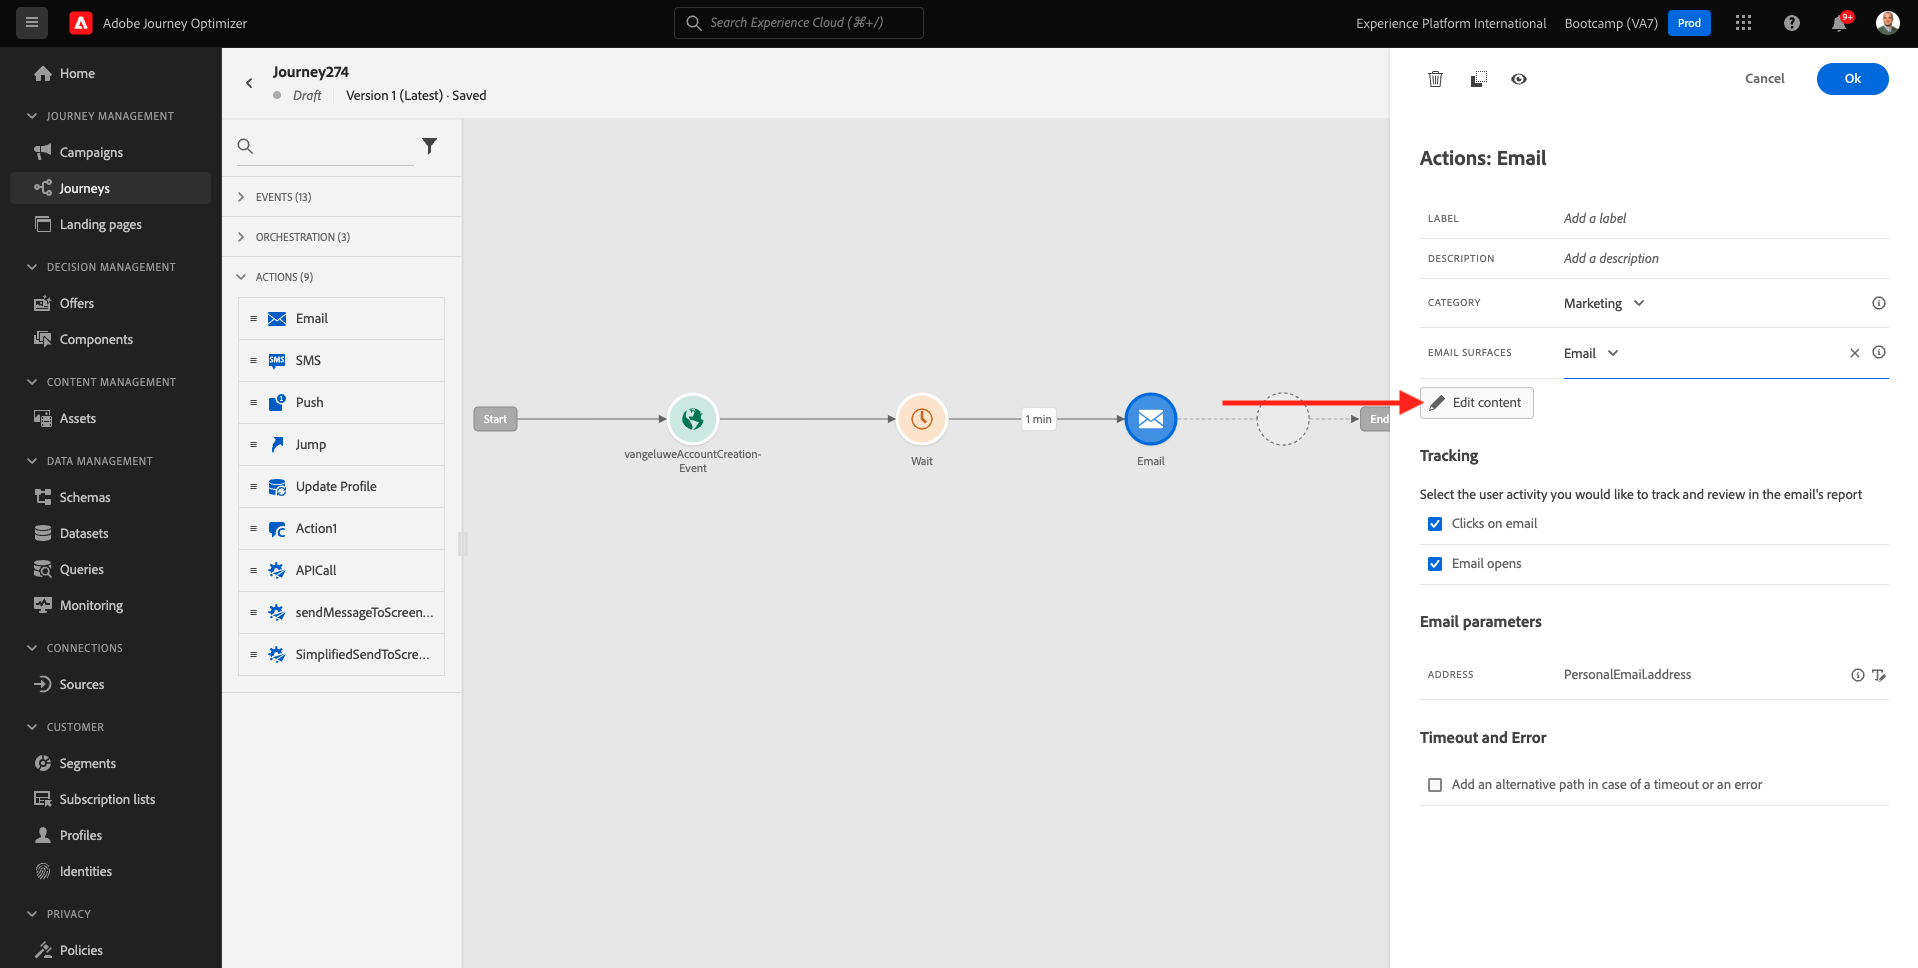 Adobe Journey Optimizer
Search Experience Cloud (⌘+/)
Experience Platform International
Bootcamp (VA7)
Prod
9+
Home
JOURNEY MANAGEMENT
Campaigns
Journeys
Landing pages
DECISION MANAGEMENT
Offers
Components
CONTENT MANAGEMENT
Assets
DATA MANAGEMENT
Schemas
Datasets
Queries
Monitoring
CONNECTIONS
Sources
CUSTOMER
Segments
Subscription lists
Profiles
Identities
PRIVACY
Policies
Journey274
Draft
Version 1 (Latest) · Saved
EVENTS (13)
ORCHESTRATION (3)
ACTIONS (9)
Email
SMS
SMS
Push
Jump
Update Profile
Action1
APICall
sendMessageToScreen...
SimplifiedSendToScre...
Start
vangeluweAccountCreation-
Event
Wait
1 min
Email
End
Cancel
Ok
Actions: Email
LABEL
Add a label
DESCRIPTION
Add a description
CATEGORY
Marketing
EMAIL SURFACES
Email
Edit content
Tracking
Select the user activity you would like to track and review in the email's report
Clicks on email
Email opens
Email parameters
ADDRESS
PersonalEmail.address
Timeout and Error
Add an alternative path in case of a timeout or an error